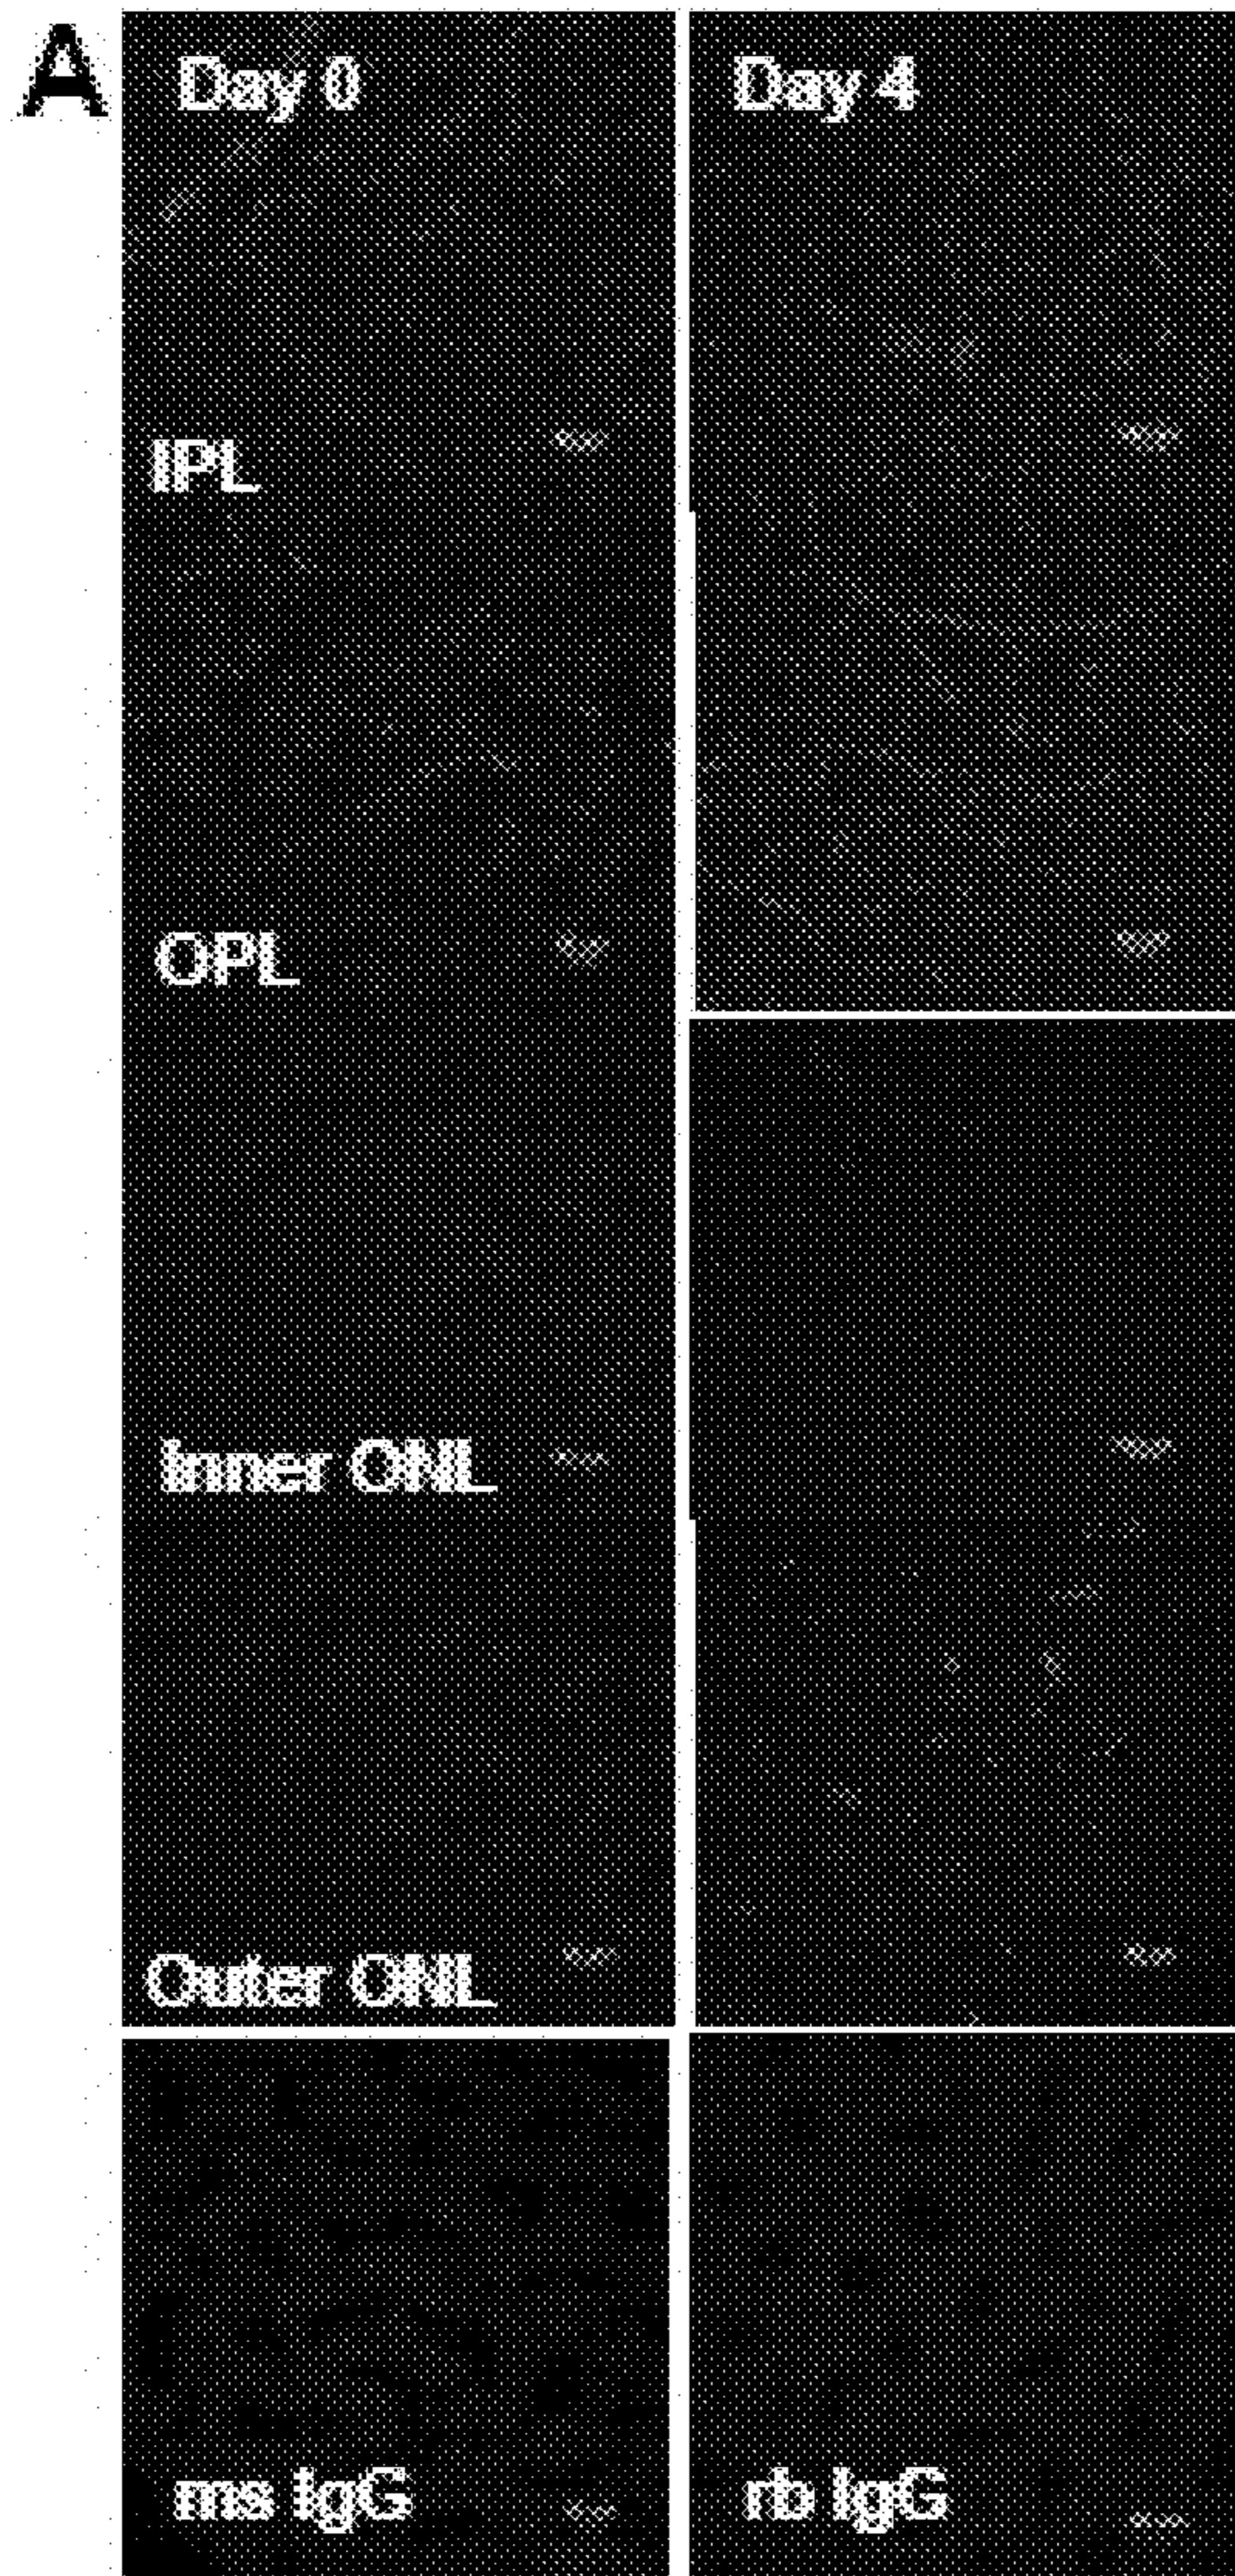 A
Day 0
Day 4
IPL
OPL
Inner ONL
Outer ONL
ms IgG
rb IgG